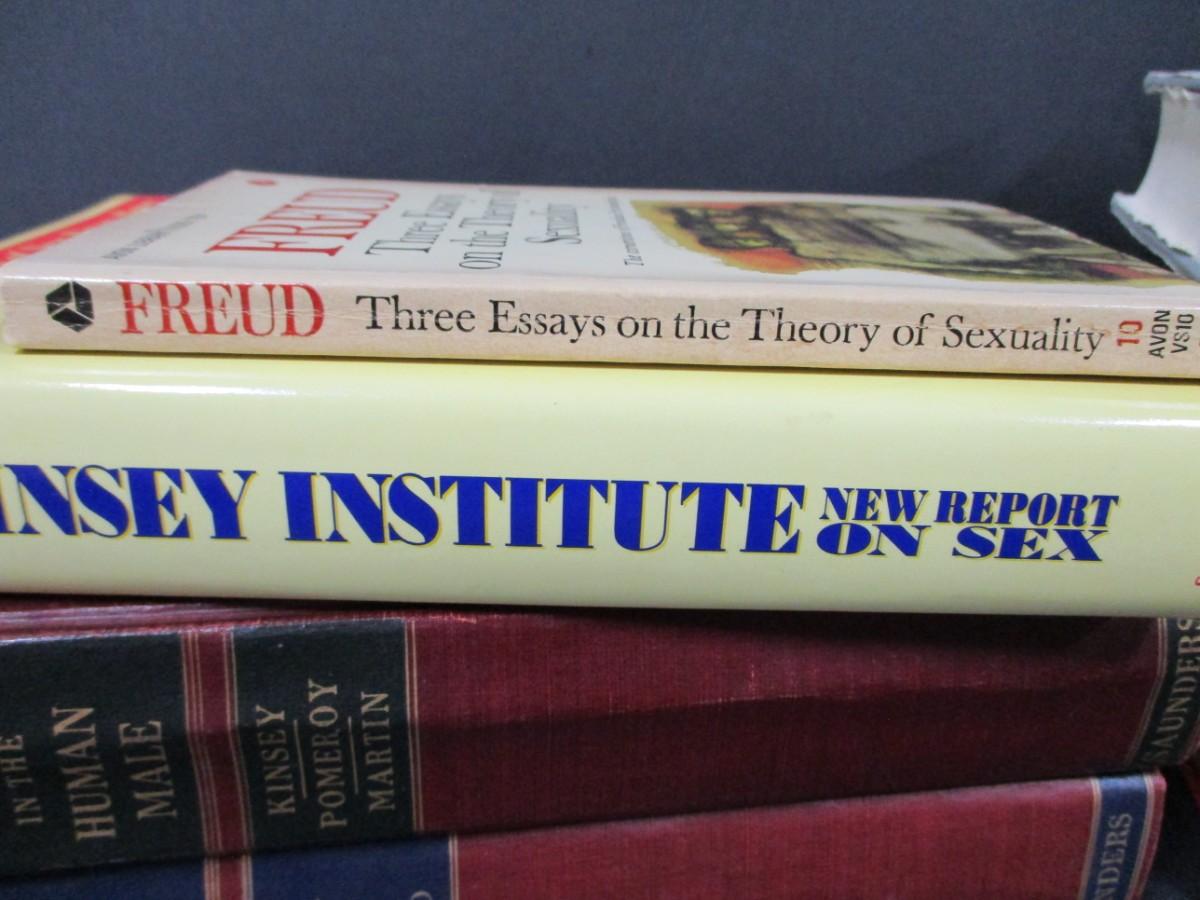 FREUD
Three Essays
on the Theory of
Sexuality
FREUD Three Essays on the Theory of Sexuality 10 AVON VS10
INSEY INSTITUTE NEW REPORT
ON SEX
IN THE
HUMAN
MALE
KINSEY
POMEROY
MARTIN
SAUNDERS
NDERS